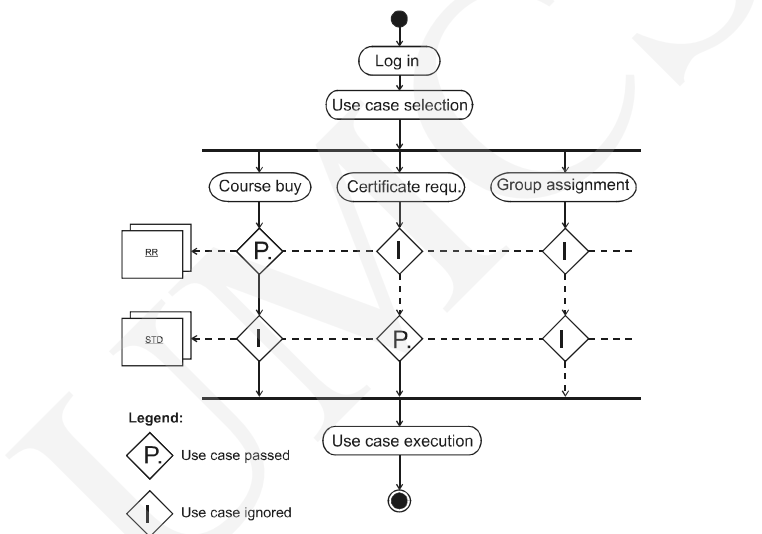 Log in
Use case selection
Course buy
Certificate requ.
Group assignment
RR
P.
I
I
STD
I
P.
I
Legend:
Use case execution
P. Use case passed
I Use case ignored
UMCS